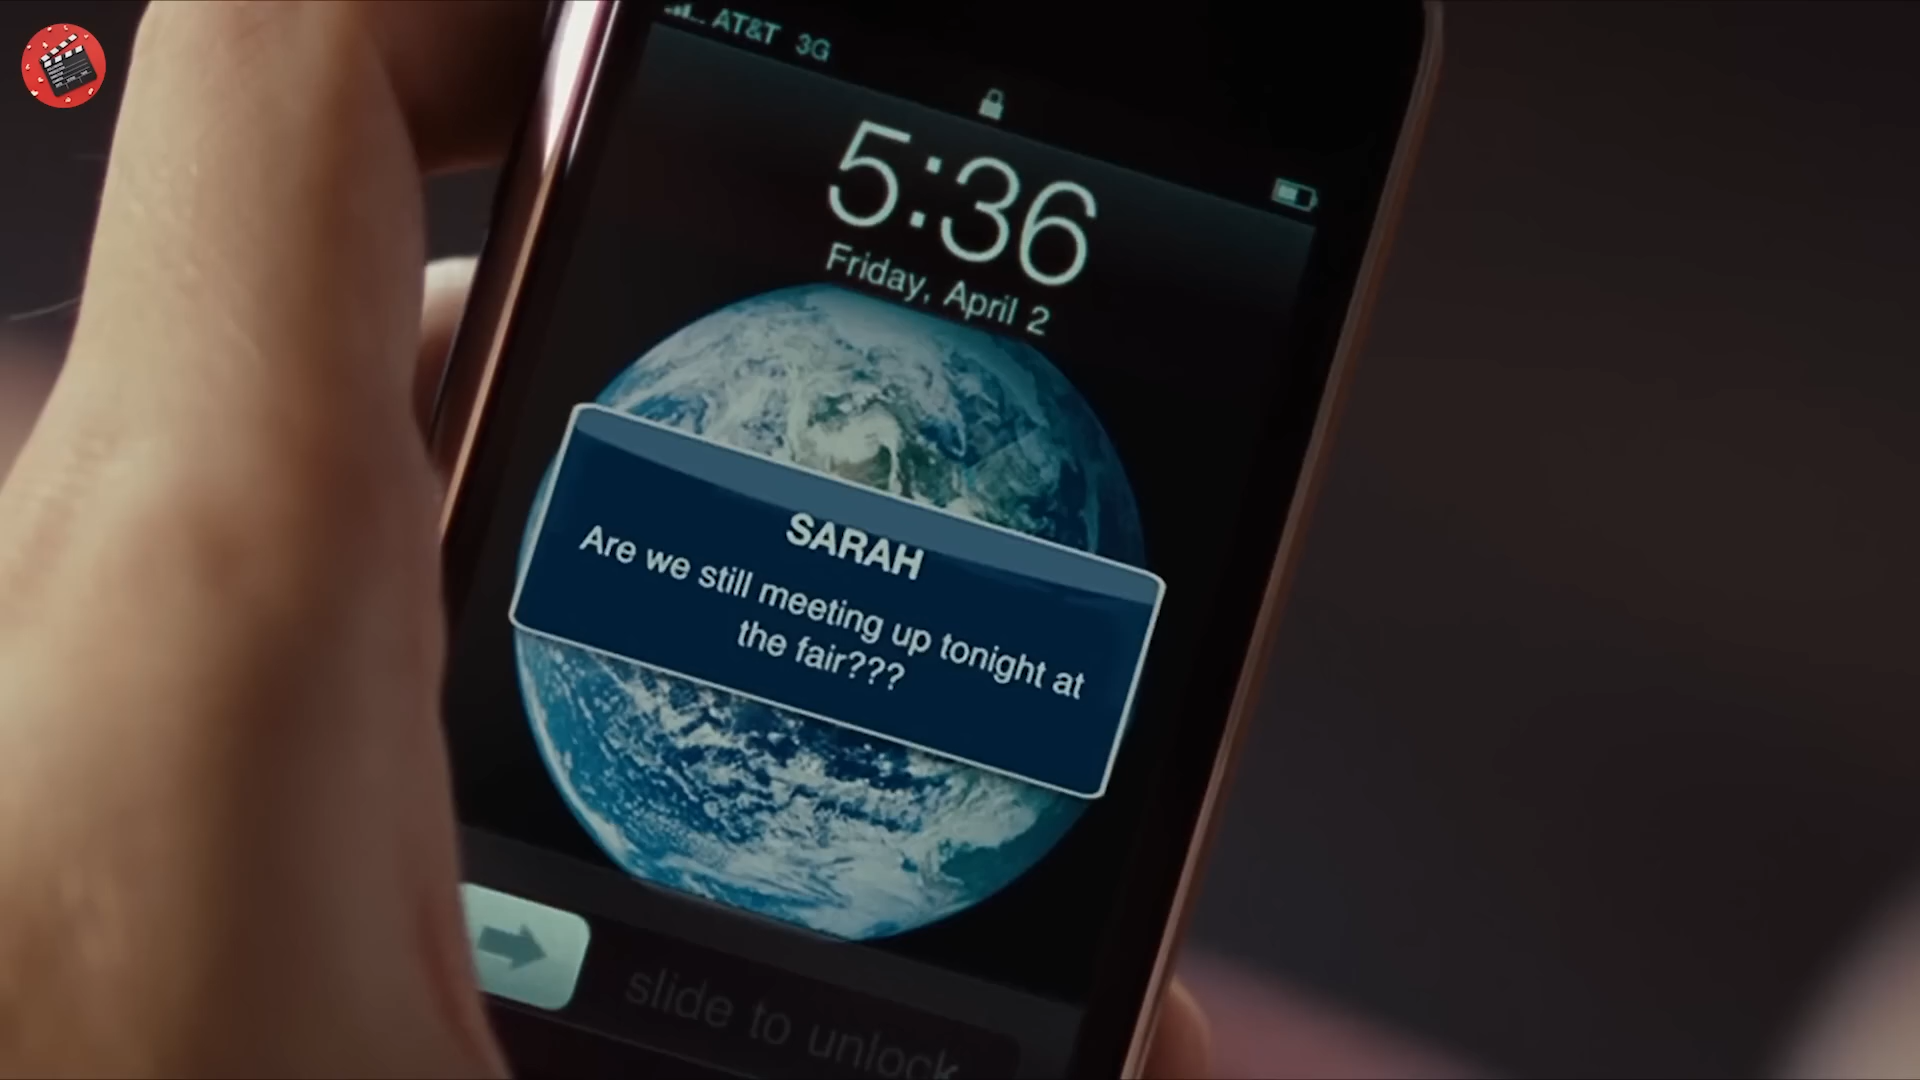 AT&T 3G
5:36
Friday, April 2
SARAH
Are we still meeting up tonight at
the fair???
slide to unlock